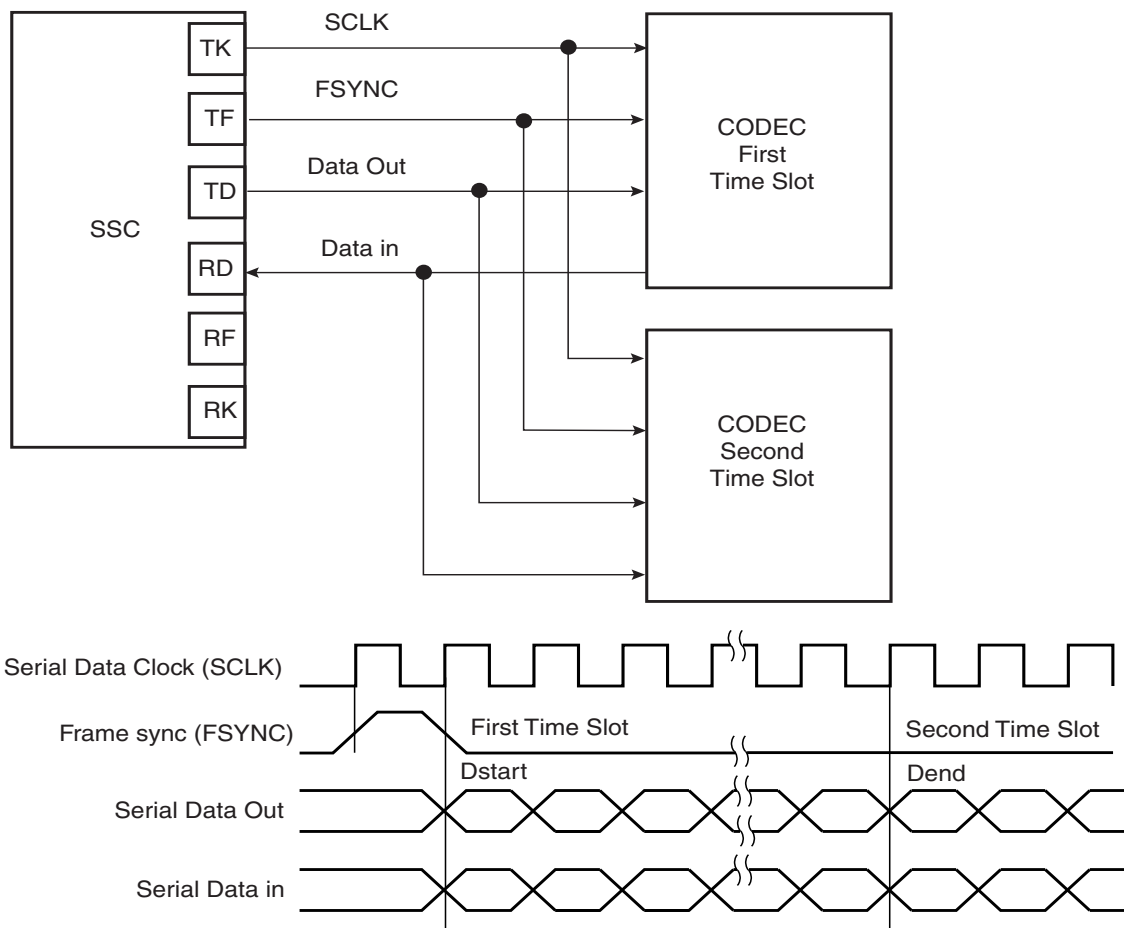 SSC
TK
TF
TD
RD
RF
RK
SCLK
FSYNC
Data Out
Data in
CODEC
First
Time Slot
CODEC
Second
Time Slot
Serial Data Clock (SCLK)
Frame sync (FSYNC)
First Time Slot
Second Time Slot
Dstart
Dend
Serial Data Out
Serial Data in